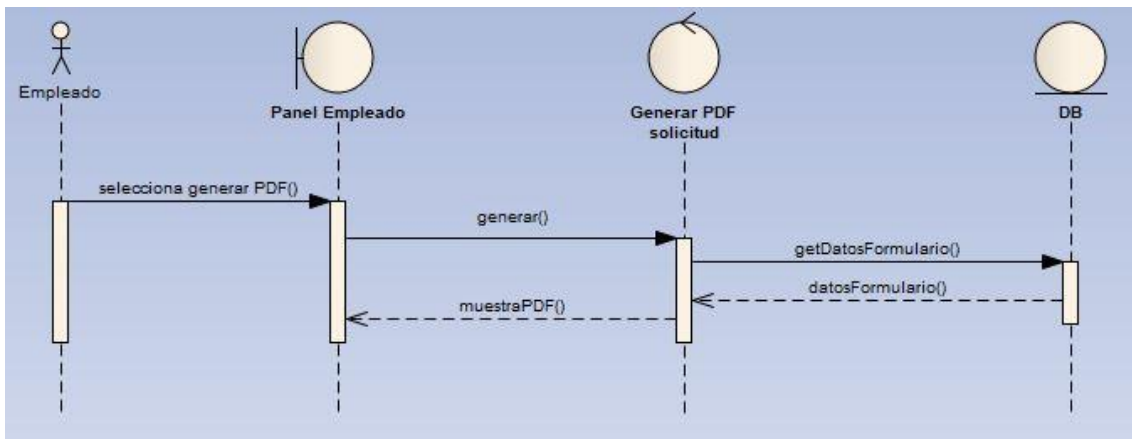 Empleado
Panel Empleado
Generar PDF
solicitud
DB
selecciona generar PDF()
generar()
getDatosFormulario()
datosFormulario()
muestraPDF()